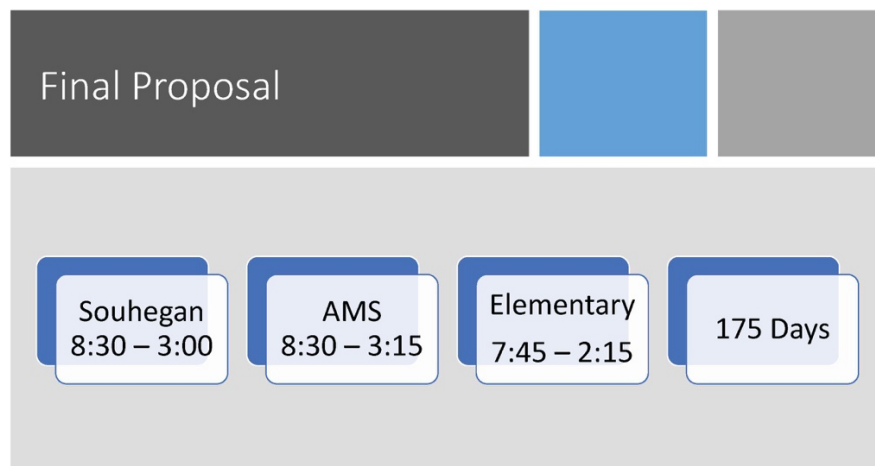 Final Proposal
Souhegan
8:30 – 3:00
AMS
8:30 – 3:15
Elementary
7:45 – 2:15
175 Days